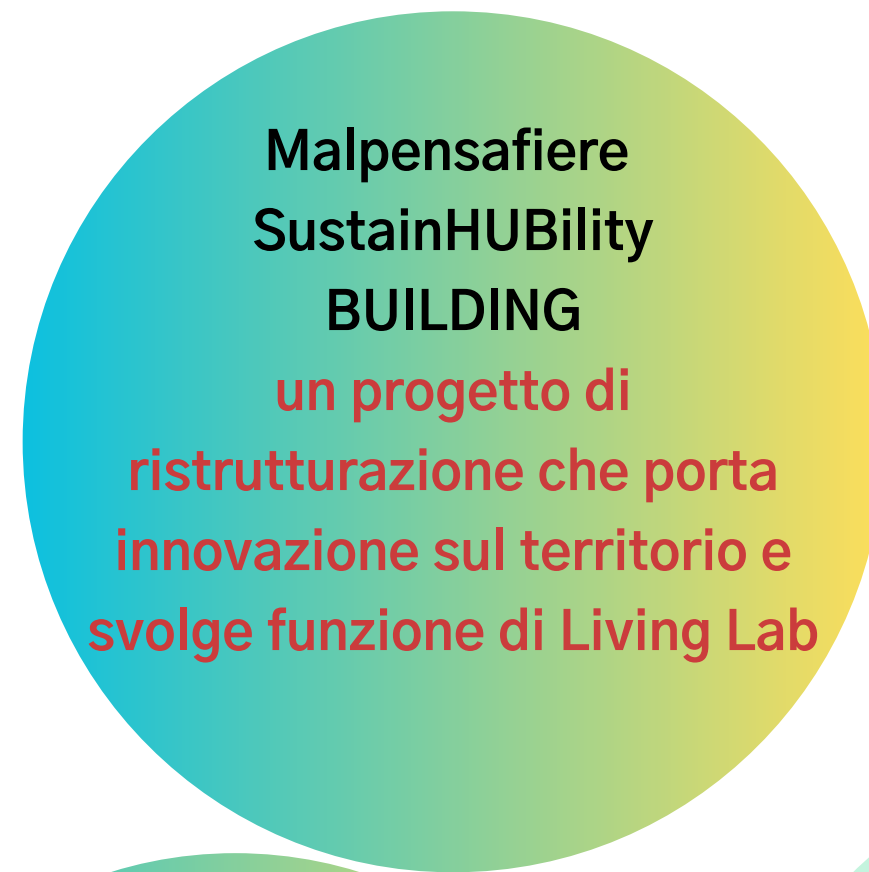 Malpensafiere
SustainHUBility
BUILDING
un progetto di
ristrutturazione che porta
innovazione sul territorio e
svolge funzione di Living Lab